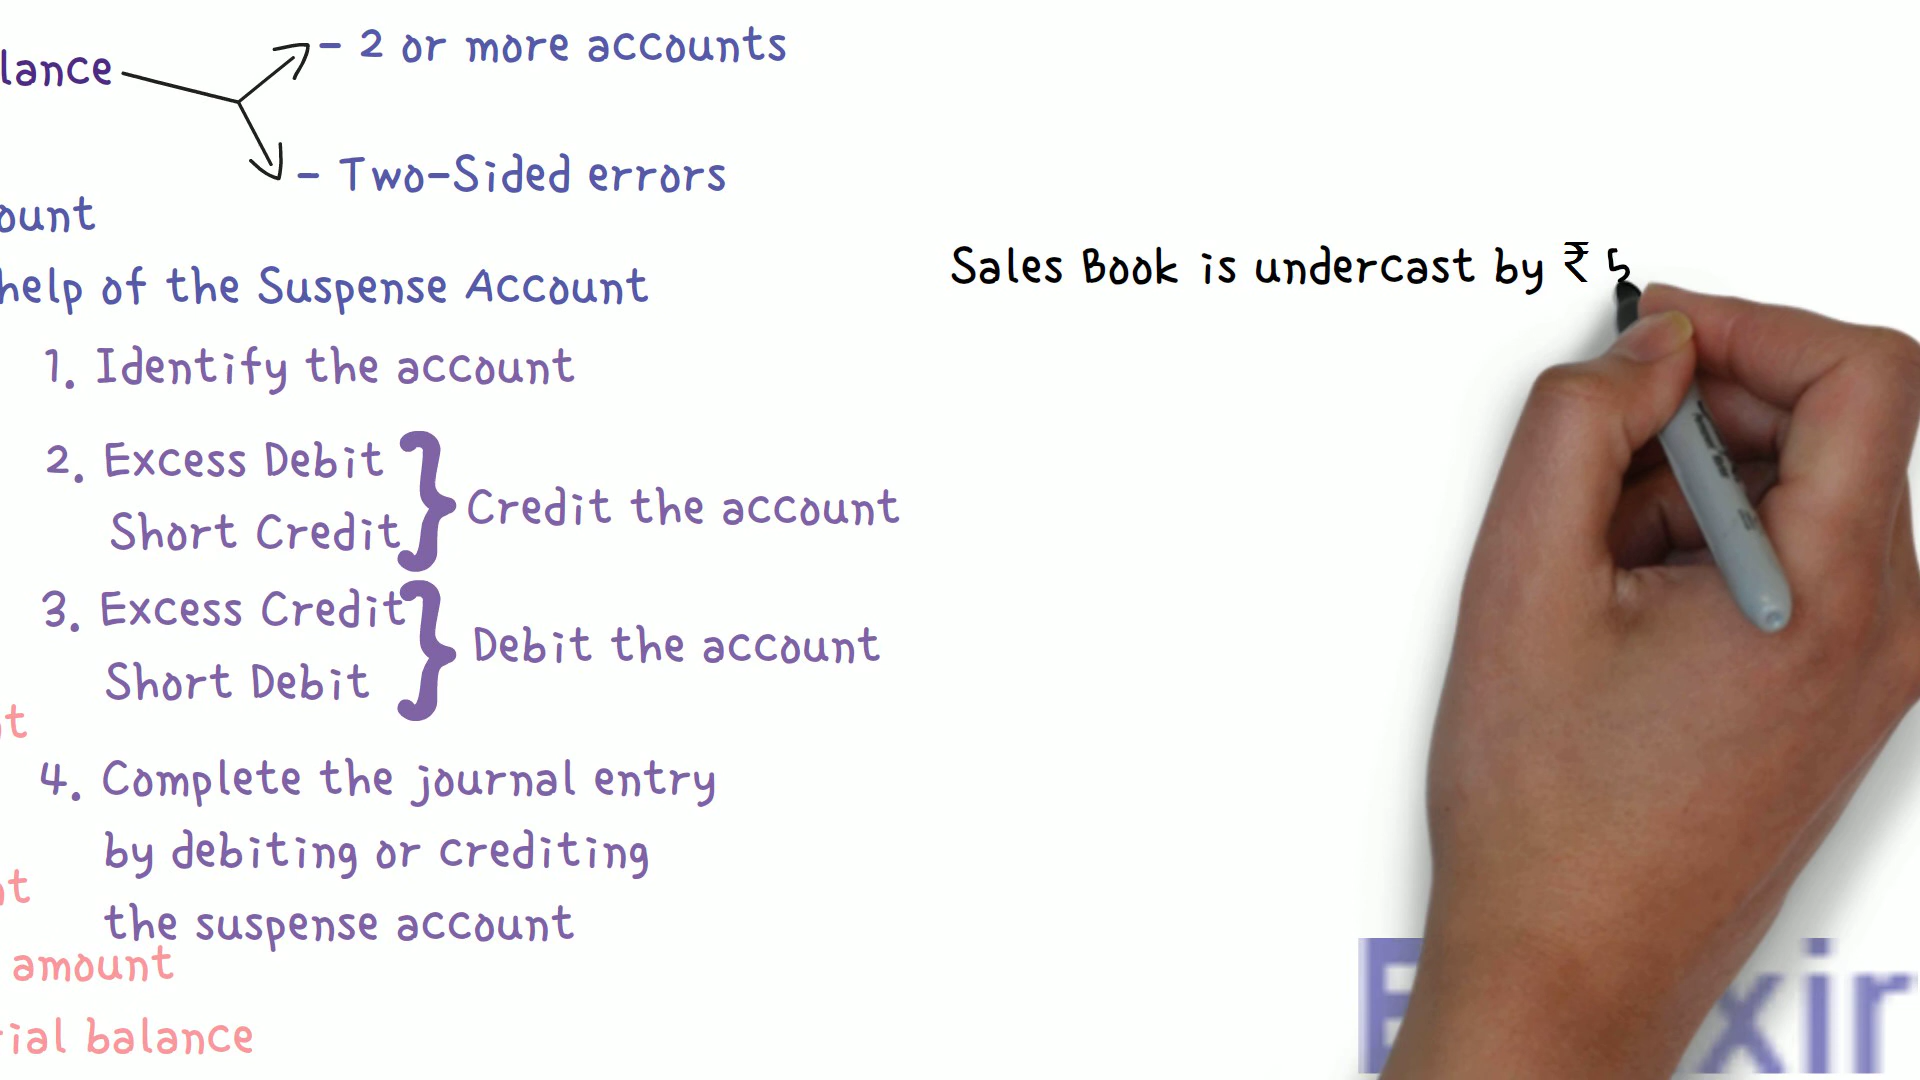 lance
- 2 or more accounts
- Two-Sided errors
ount
help of the Suspense Account
1. Identify the account
2. Excess Debit
Short Credit
Credit the account
3. Excess Credit
Short Debit
Debit the account
4. Complete the journal entry
by debiting or crediting
the suspense account
amount
rial balance
Sales Book is undercast by ₹ 5